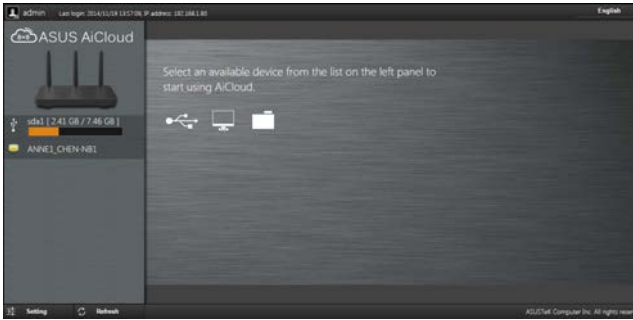 admin Last login: 2014/11/19 13:57:09, IP address: 192.168.1.80 English
ASUS AiCloud
Select an available device from the list on the left panel to
start using AiCloud.
sda1 [ 2.41 GB / 7.46 GB ]
ANNE1_CHEN-NB1
Setting Refresh ASUSTeK Computer Inc. All rights reser